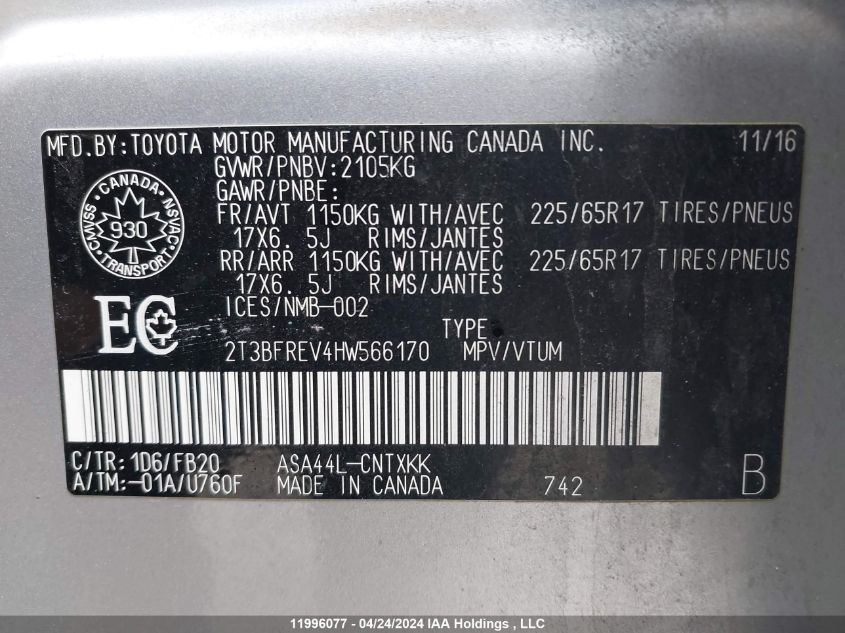 MFD.BY:TOYOTA MOTOR MANUFACTURING CANADA INC. 11/16
GVWR/PNBV:2105KG
GAWR/PNBE:
FR/AVT 1150KG WITH/AVEC 225/65R17 TIRES/PNEUS
17X6. 5J RIMS/JANTES
RR/ARR 1150KG WITH/AVEC 225/65R17 TIRES/PNEUS
17X6. 5J RIMS/JANTES
ICES/NMB-002
CANADA
CMVSS NSVAC
930
TRANSPORT
EC
TYPE
2T3BFREV4HW566170 MPV/VTUM
C/TR: 1D6/FB20 ASA44L-CNTXKK
A/TM:-01A/U760F MADE IN CANADA 742 B
11996077 - 04/24/2024 IAA Holdings , LLC